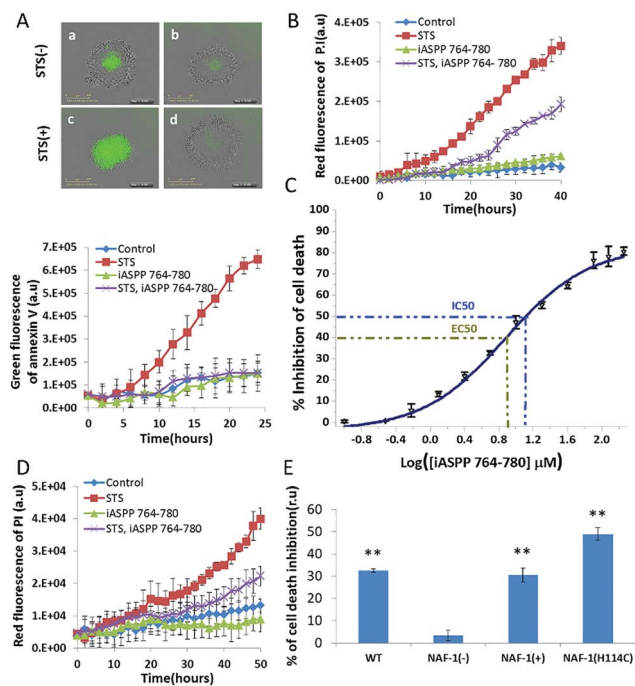 A
STS(-)
a
b
STS(+)
c
d
Green fluorescence of annexin V (a.u)
7.E+05
6.E+05
5.E+05
4.E+05
3.E+05
2.E+05
1.E+05
0.E+00
0 5 10 15 20 25
Time(hours)
Control
STS
iASPP 764-780
STS, iASPP 764-780
B
Red fluorescence of P.I(a.u)
4.E+05
3.E+05
2.E+05
1.E+05
0.E+00
0 10 20 30 40
Time(hours)
Control
STS
iASPP 764-780
STS, iASPP 764- 780
C
% Inhibition of cell death
100
90
80
70
60
50
40
30
20
10
0
IC50
EC50
-0.8 -0.4 0.0 0.4 0.8 1.2 1.6 2.0
Log([iASPP 764-780] μM)
D
Red fluorescence of PI (a.u)
5.E+04
4.E+04
3.E+04
2.E+04
1.E+04
0.E+00
0 10 20 30 40 50
Time(hours)
Control
STS
iASPP 764-780
STS, iASPP 764-780
E
% of cell death inhibition(r.u)
60
50
40
30
20
10
0
**
**
**
WT NAF-1(-) NAF-1(+) NAF-1(H114C)